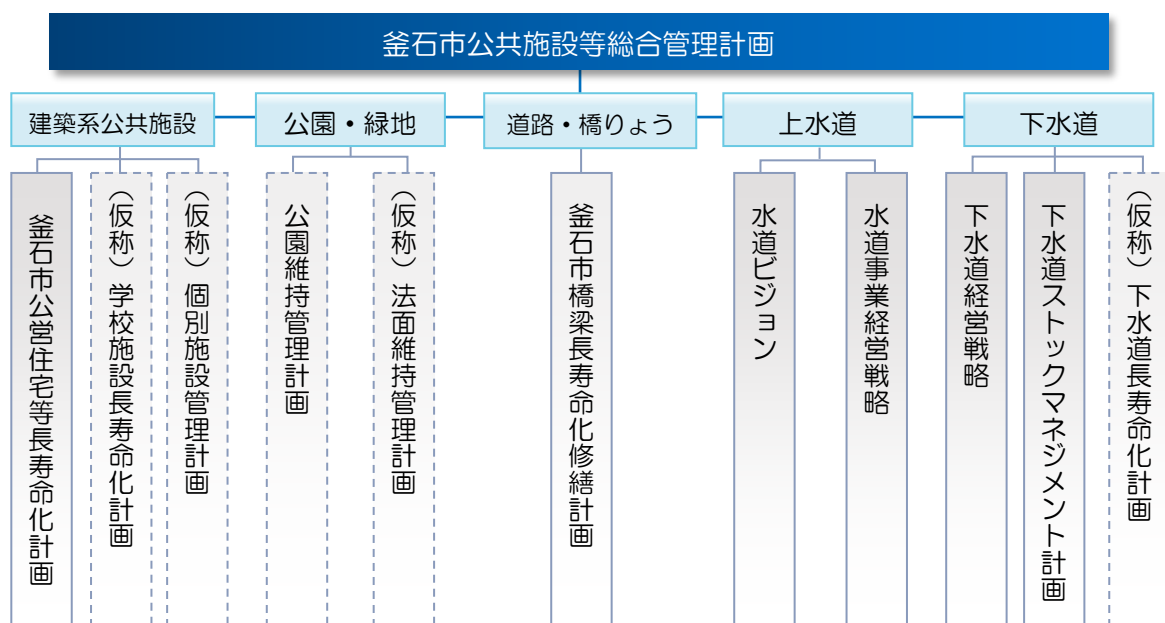 釜石市公共施設等総合管理計画
建築系公共施設
公園・緑地
道路・橋りょう
上水道
下水道
釜石市公営住宅等長寿命化計画
（仮称）学校施設長寿命化計画
（仮称）個別施設管理計画
公園維持管理計画
（仮称）法面維持管理計画
釜石市橋梁長寿命化修繕計画
水道ビジョン
水道事業経営戦略
下水道経営戦略
下水道ストックマネジメント計画
（仮称）下水道長寿命化計画